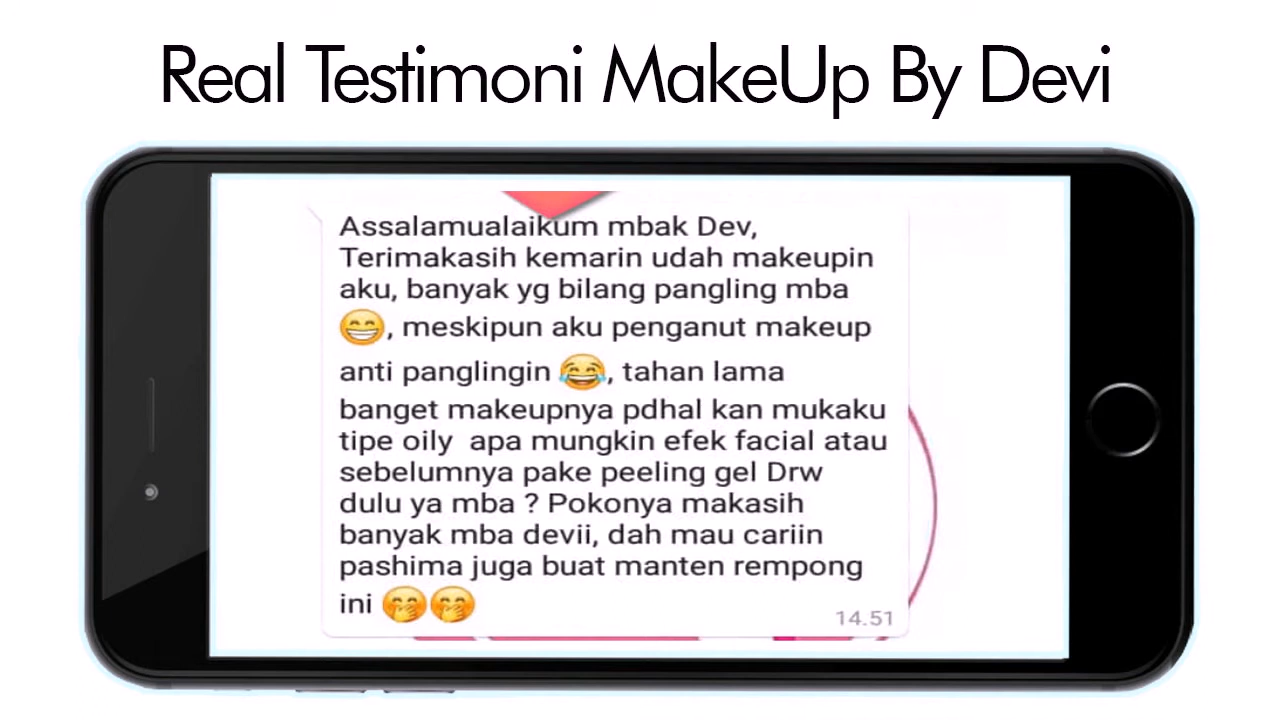 Real Testimoni MakeUp By Devi
Assalamualaikum mbak Dev,
Terimakasih kemarin udah makeupin
aku, banyak yg bilang pangling mba
😁, meskipun aku penganut makeup
anti panglingin 😂, tahan lama
banget makeupnya pdhal kan mukaku
tipe oily apa mungkin efek facial atau
sebelumnya pake peeling gel Drw
dulu ya mba ? Pokonya makasih
banyak mba devii, dah mau cariin
pashima juga buat manten rempong
ini 🤭🤭
14.51